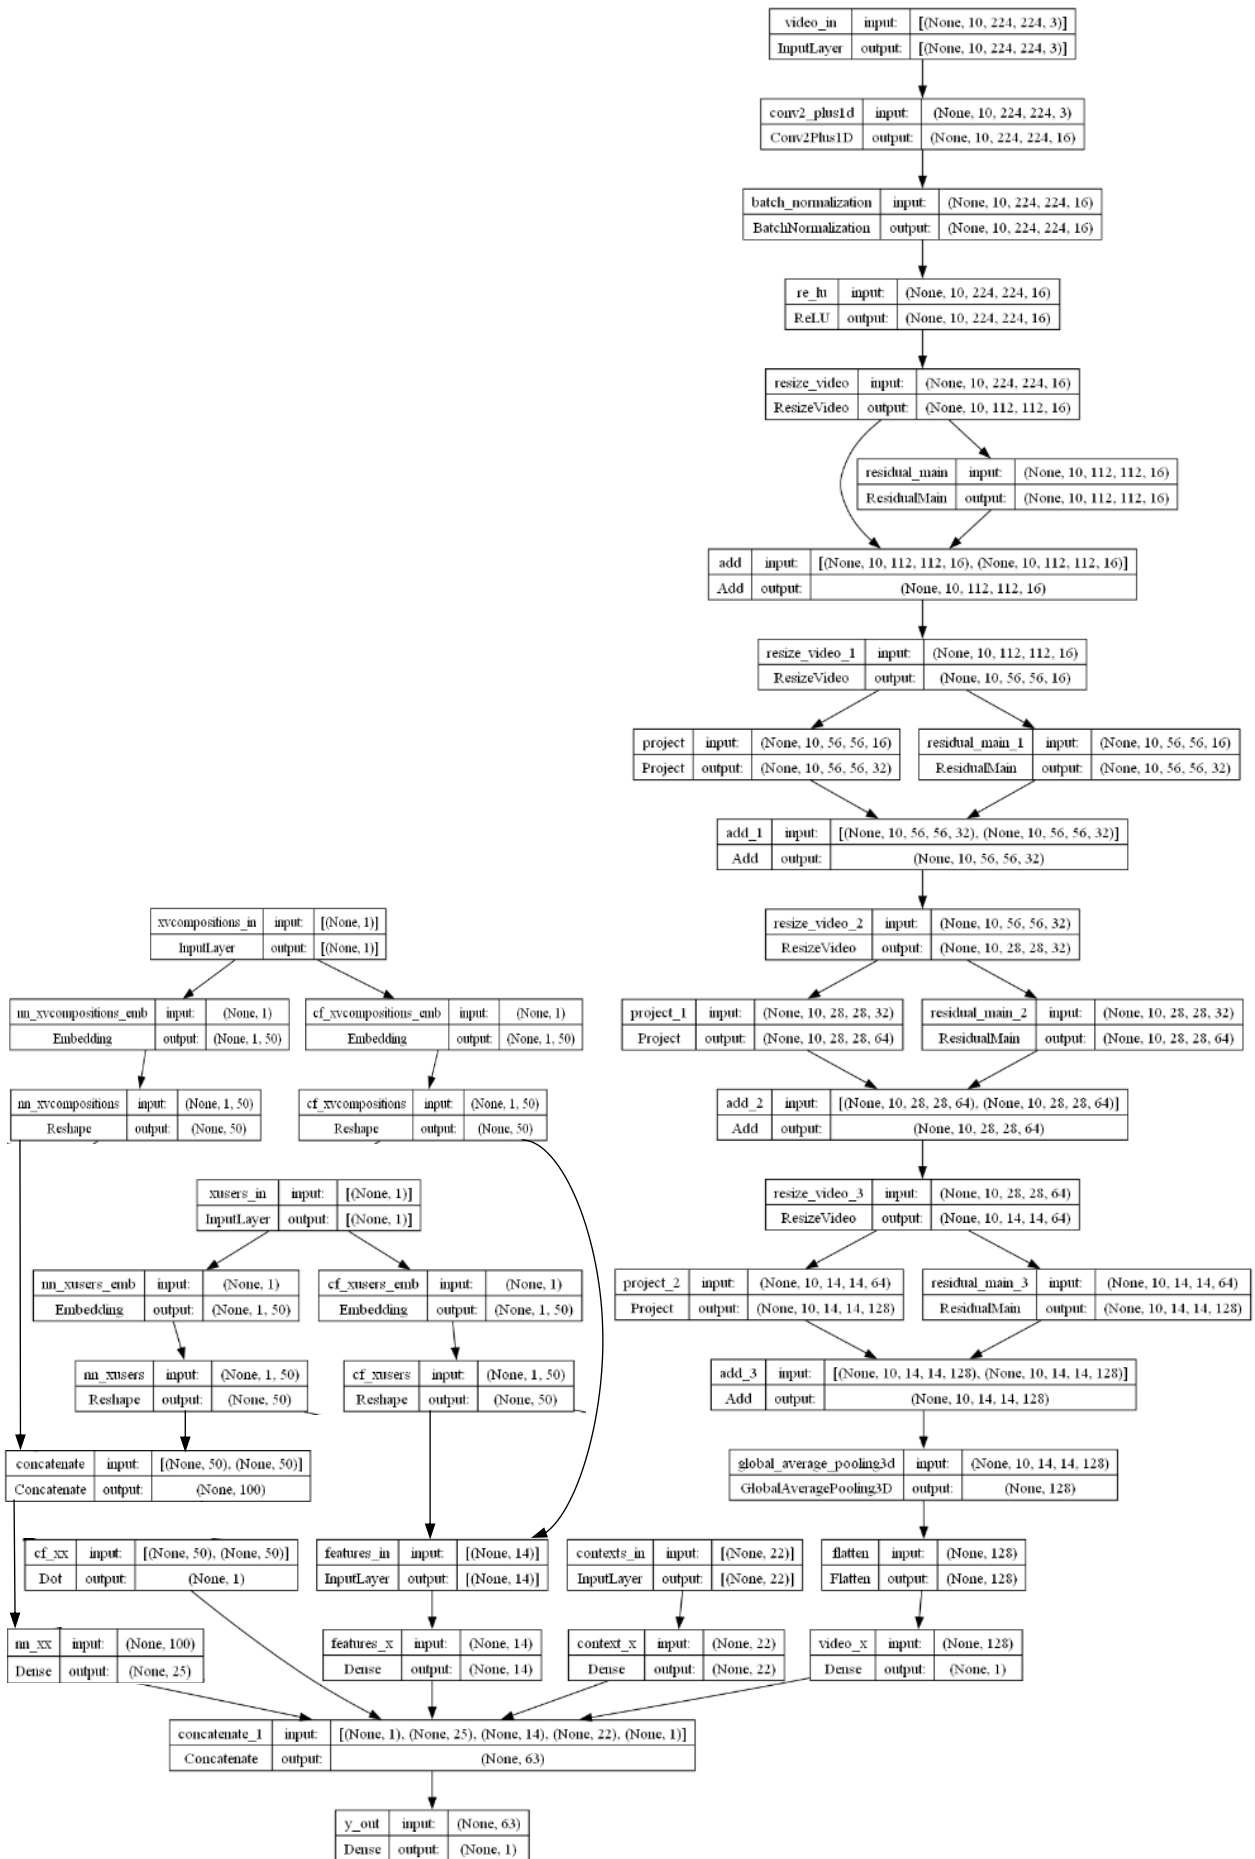 video_in input: [(None, 10, 224, 224, 3)]
InputLayer output: [(None, 10, 224, 224, 3)]
conv2_plus1d input: (None, 10, 224, 224, 3)
Conv2Plus1D output: (None, 10, 224, 224, 16)
batch_normalization input: (None, 10, 224, 224, 16)
BatchNormalization output: (None, 10, 224, 224, 16)
re_lu input: (None, 10, 224, 224, 16)
ReLU output: (None, 10, 224, 224, 16)
resize_video input: (None, 10, 224, 224, 16)
ResizeVideo output: (None, 10, 112, 112, 16)
residual_main input: (None, 10, 112, 112, 16)
ResidualMain output: (None, 10, 112, 112, 16)
add input: [(None, 10, 112, 112, 16), (None, 10, 112, 112, 16)]
Add output: (None, 10, 112, 112, 16)
resize_video_1 input: (None, 10, 112, 112, 16)
ResizeVideo output: (None, 10, 56, 56, 16)
project input: (None, 10, 56, 56, 16)
Project output: (None, 10, 56, 56, 32)
residual_main_1 input: (None, 10, 56, 56, 16)
ResidualMain output: (None, 10, 56, 56, 32)
add_1 input: [(None, 10, 56, 56, 32), (None, 10, 56, 56, 32)]
Add output: (None, 10, 56, 56, 32)
resize_video_2 input: (None, 10, 56, 56, 32)
ResizeVideo output: (None, 10, 28, 28, 32)
project_1 input: (None, 10, 28, 28, 32)
Project output: (None, 10, 28, 28, 64)
residual_main_2 input: (None, 10, 28, 28, 32)
ResidualMain output: (None, 10, 28, 28, 64)
add_2 input: [(None, 10, 28, 28, 64), (None, 10, 28, 28, 64)]
Add output: (None, 10, 28, 28, 64)
resize_video_3 input: (None, 10, 28, 28, 64)
ResizeVideo output: (None, 10, 14, 14, 64)
project_2 input: (None, 10, 14, 14, 64)
Project output: (None, 10, 14, 14, 128)
residual_main_3 input: (None, 10, 14, 14, 64)
ResidualMain output: (None, 10, 14, 14, 128)
add_3 input: [(None, 10, 14, 14, 128), (None, 10, 14, 14, 128)]
Add output: (None, 10, 14, 14, 128)
global_average_pooling3d input: (None, 10, 14, 14, 128)
GlobalAveragePooling3D output: (None, 128)
flatten input: (None, 128)
Flatten output: (None, 128)
video_x input: (None, 128)
Dense output: (None, 1)
xvcompositions_in input: [(None, 1)]
InputLayer output: [(None, 1)]
nn_xvcompositions_emb input: (None, 1)
Embedding output: (None, 1, 50)
cf_xvcompositions_emb input: (None, 1)
Embedding output: (None, 1, 50)
nn_xvcompositions input: (None, 1, 50)
Reshape output: (None, 50)
cf_xvcompositions input: (None, 1, 50)
Reshape output: (None, 50)
xusers_in input: [(None, 1)]
InputLayer output: [(None, 1)]
nn_xusers_emb input: (None, 1)
Embedding output: (None, 1, 50)
cf_xusers_emb input: (None, 1)
Embedding output: (None, 1, 50)
nn_xusers input: (None, 1, 50)
Reshape output: (None, 50)
cf_xusers input: (None, 1, 50)
Reshape output: (None, 50)
concatenate input: [(None, 50), (None, 50)]
Concatenate output: (None, 100)
cf_xx input: [(None, 50), (None, 50)]
Dot output: (None, 1)
features_in input: [(None, 14)]
InputLayer output: [(None, 14)]
contexts_in input: [(None, 22)]
InputLayer output: [(None, 22)]
nn_xx input: (None, 100)
Dense output: (None, 25)
features_x input: (None, 14)
Dense output: (None, 14)
context_x input: (None, 22)
Dense output: (None, 22)
concatenate_1 input: [(None, 1), (None, 25), (None, 14), (None, 22), (None, 1)]
Concatenate output: (None, 63)
y_out input: (None, 63)
Dense output: (None, 1)